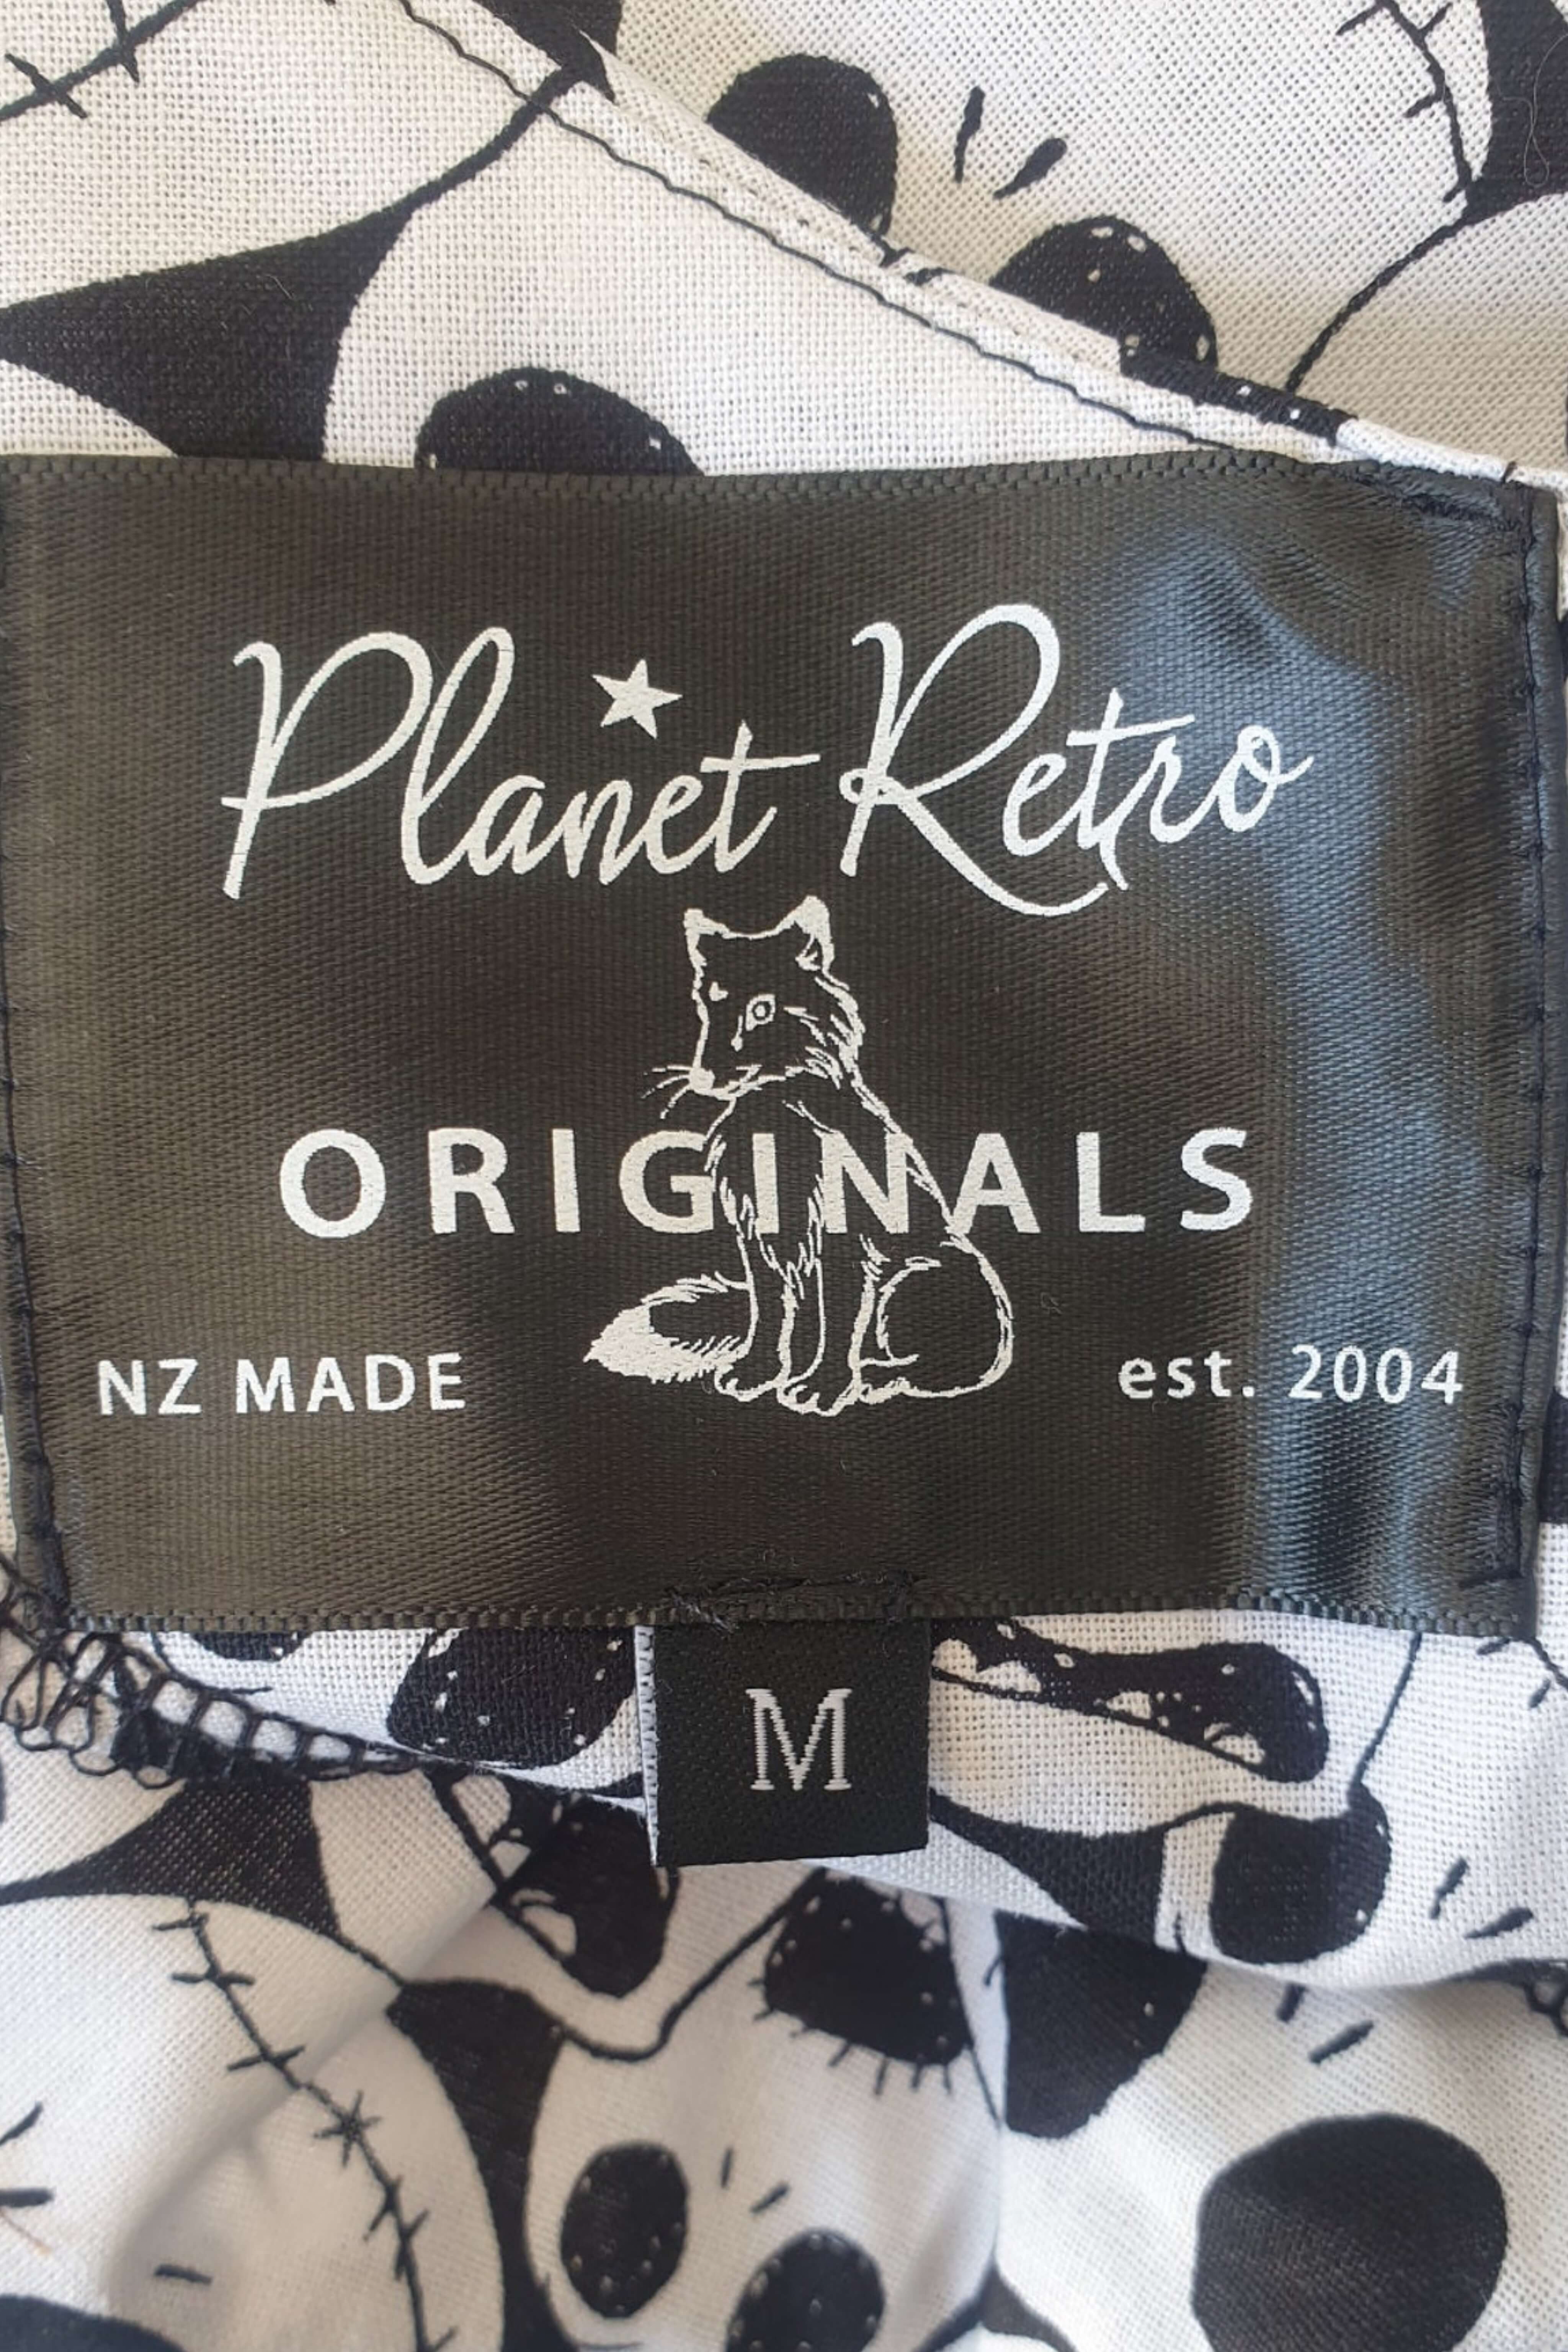 Planet Retro
ORIGINALS
NZ MADE
est. 2004
M